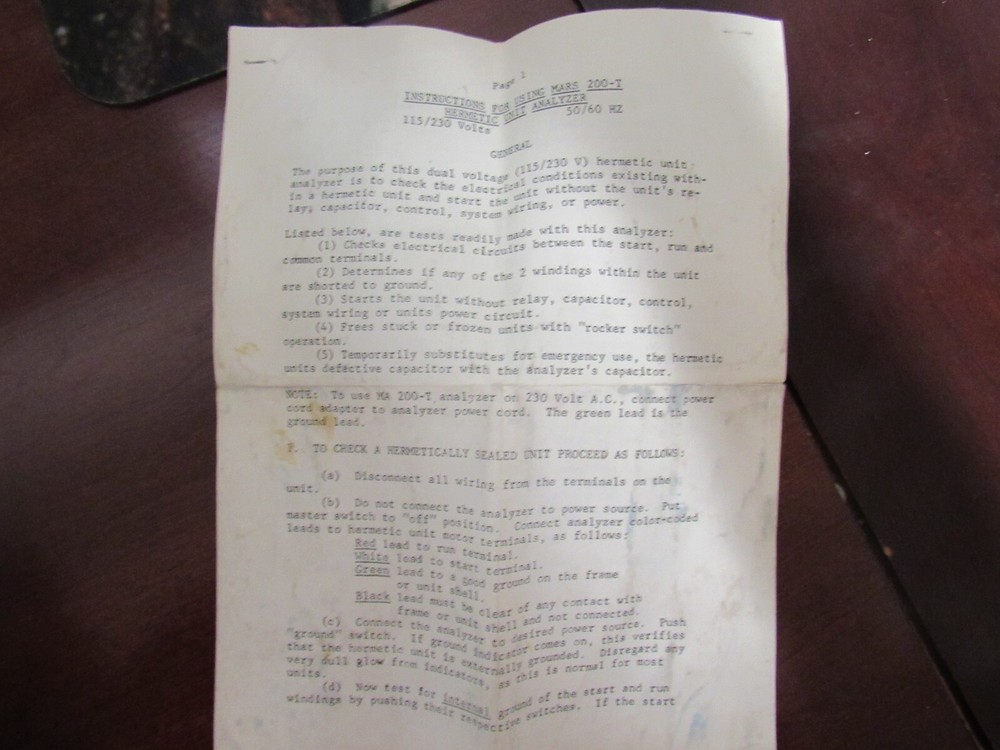 Page 1
INSTRUCTIONS FOR USING MARS 200-T
HERMETIC UNIT ANALYZER
115/230 Volts 50/60 HZ
GENERAL
The purpose of this dual voltage (115/230 V) hermetic unit
analyzer is to check the electrical conditions existing with-
in a hermetic unit and start the unit without the unit's re-
lay, capacitor, control, system wiring, or power.
Listed below, are tests readily made with this analyzer:
(1) Checks electrical circuits between the start, run and
common terminals.
(2) Determines if any of the 2 windings within the unit
are shorted to ground.
(3) Starts the unit without relay, capacitor, control,
system wiring or units power circuit.
(4) Frees stuck or frozen units with "rocker switch"
operation.
(5) Temporarily substitutes for emergency use, the hermetic
units defective capacitor with the analyzer's capacitor.
NOTE: To use MA 200-T analyzer on 230 Volt A.C., connect power
cord adapter to analyzer power cord. The green lead is the
ground lead.
TO CHECK A HERMETICALLY SEALED UNIT PROCEED AS FOLLOWS:
(a) Disconnect all wiring from the terminals on the
unit.
(b) Do not connect the analyzer to power source. Put
master switch to "off" position. Connect analyzer color-coded
leads to hermetic unit motor terminals, as follows:
Red lead to run terminal.
White lead to start terminal.
Green lead to a good ground on the frame
or unit shell.
Black lead must be clear of any contact with
frame or unit shell and not connected.
(c) Connect the analyzer to desired power source. Push
"ground" switch. If ground indicator comes on, this verifies
that the hermetic unit is externally grounded. Disregard any
very dull glow from indicators, as this is normal for most
units.
(d) Now test for internal ground of the start and run
windings by pushing their respective switches. If the start